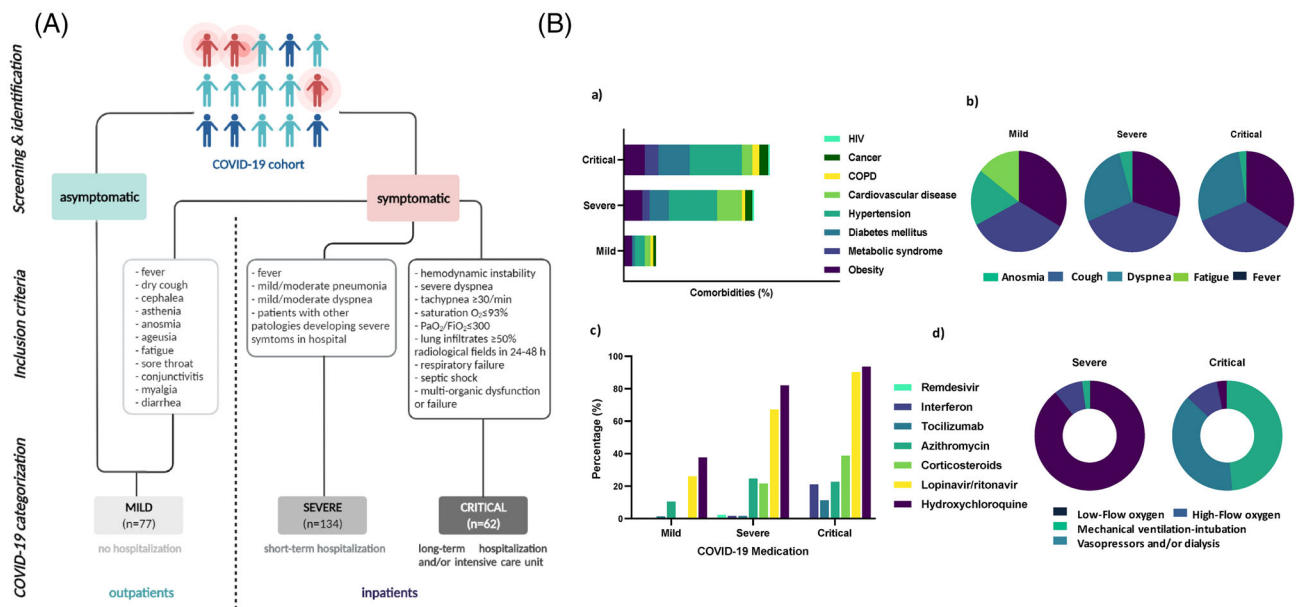 (A)
Screening & identification
COVID-19 cohort
asymptomatic
symptomatic
Inclusion criteria
fever
- dry cough
- cephalea
- asthenia
- anosmia
- ageusia
- fatigue
- sore throat
- conjunctivitis
- myalgia
- diarrhea
- fever
- mild/moderate pneumonia
- mild/moderate dyspnea
- patients with other
patologies developing severe
symtoms in hospital
- hemodynamic instability
- severe dyspnea
- tachypnea ≥30/min
- saturation O₂≤93%
- PaO₂/FiO₂≤300
- lung infiltrates ≥50%
radiological fields in 24-48 h
- respiratory failure
- septic shock
- multi-organic dysfunction
or failure
COVID-19 categorization
MILD
(n=77)
SEVERE
(n=134)
CRITICAL
(n=62)
no hospitalization
short-term hospitalization
long-term hospitalization
and/or intensive care unit
outpatients
inpatients
(B)
a)
Critical
Severe
Mild
Comorbidities (%)
HIV
Cancer
COPD
Cardiovascular disease
Hypertension
Diabetes mellitus
Metabolic syndrome
Obesity
b)
Mild
Severe
Critical
Anosmia
Cough
Dyspnea
Fatigue
Fever
c)
Percentage (%)
100
80
60
40
20
0
Mild
Severe
Critical
COVID-19 Medication
Remdesivir
Interferon
Tocilizumab
Azithromycin
Corticosteroids
Lopinavir/ritonavir
Hydroxychloroquine
d)
Severe
Critical
Low-Flow oxygen
High-Flow oxygen
Mechanical ventilation-intubation
Vasopressors and/or dialysis